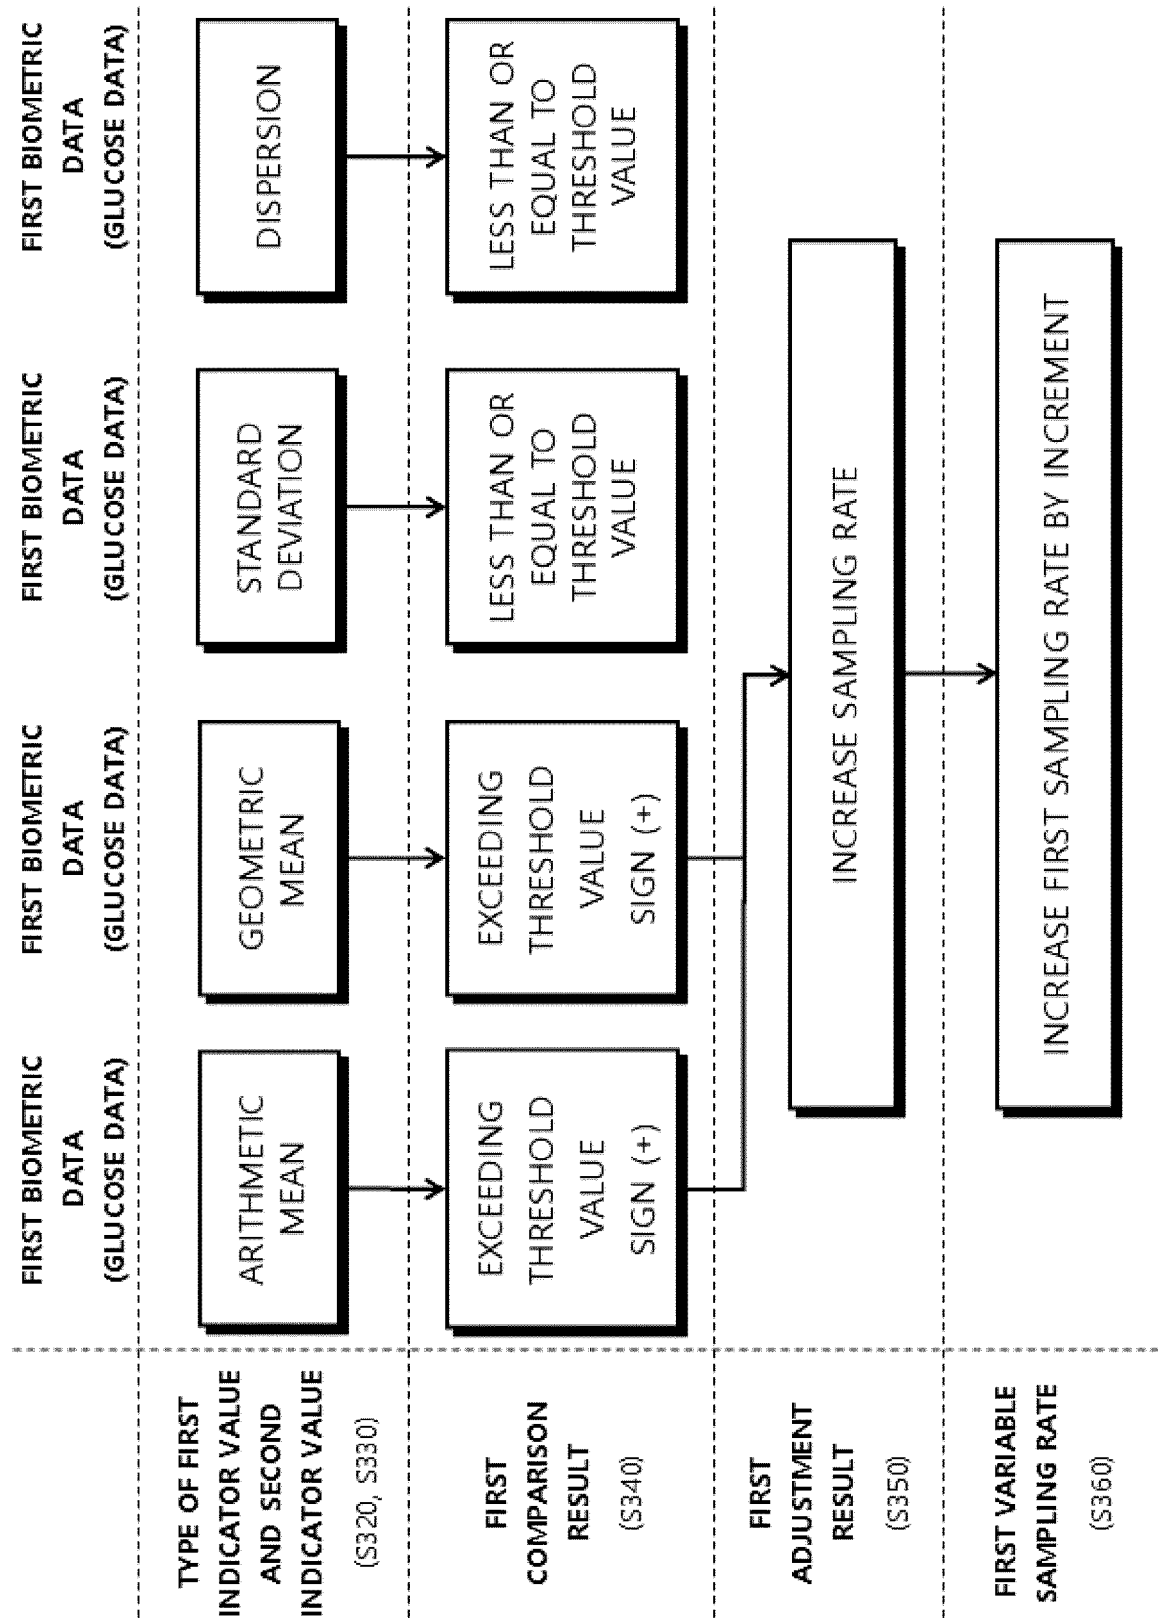 FIRST BIOMETRIC
DATA
(GLUCOSE DATA)
FIRST BIOMETRIC
DATA
(GLUCOSE DATA)
FIRST BIOMETRIC
DATA
(GLUCOSE DATA)
FIRST BIOMETRIC
DATA
(GLUCOSE DATA)
TYPE OF FIRST
INDICATOR VALUE
AND SECOND
INDICATOR VALUE
(S320, S330)
ARITHMETIC
MEAN
GEOMETRIC
MEAN
STANDARD
DEVIATION
DISPERSION
FIRST
COMPARISON
RESULT
(S340)
EXCEEDING
THRESHOLD
VALUE
SIGN (+)
EXCEEDING
THRESHOLD
VALUE
SIGN (+)
LESS THAN OR
EQUAL TO
THRESHOLD
VALUE
LESS THAN OR
EQUAL TO
THRESHOLD
VALUE
FIRST
ADJUSTMENT
RESULT
(S350)
INCREASE SAMPLING RATE
FIRST VARIABLE
SAMPLING RATE
(S360)
INCREASE FIRST SAMPLING RATE BY INCREMENT